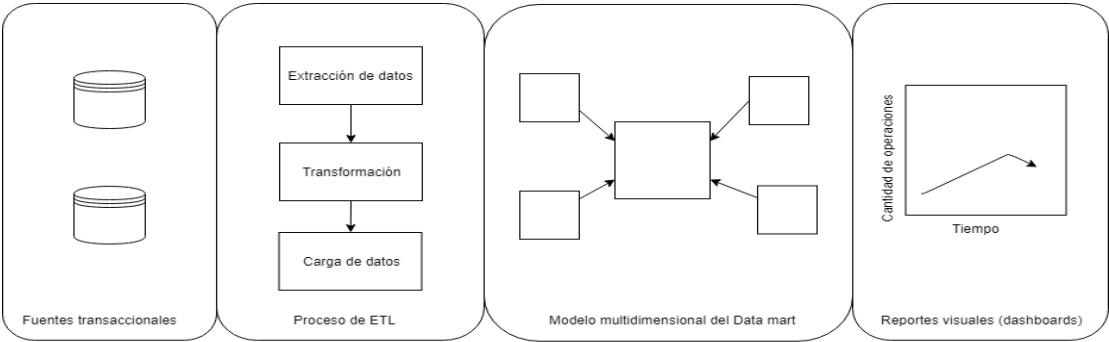 Fuentes transaccionales
Extracción de datos
Transformación
Carga de datos
Proceso de ETL
Modelo multidimensional del Data mart
Cantidad de operaciones
Tiempo
Reportes visuales (dashboards)